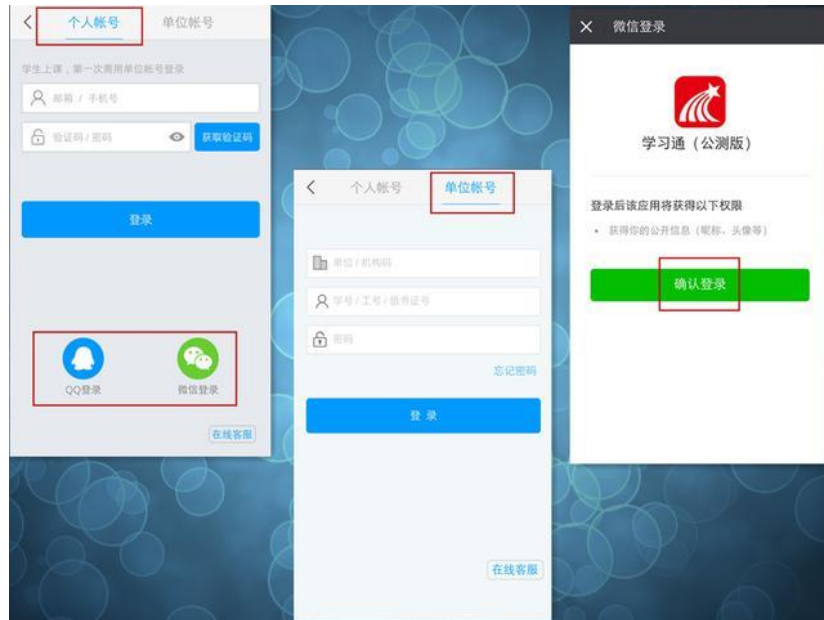 个人帐号 单位帐号
学生上课，第一次需用单位帐号登录
邮箱 / 手机号
验证码/密码 获取验证码
登录
QQ登录 微信登录
在线客服
个人帐号 单位帐号
单位/机构码
学号/工号/借书证号
密码
忘记密码
登 录
在线客服
微信登录
学习通（公测版）
登录后该应用将获得以下权限
• 获得你的公开信息（昵称、头像等）
确认登录